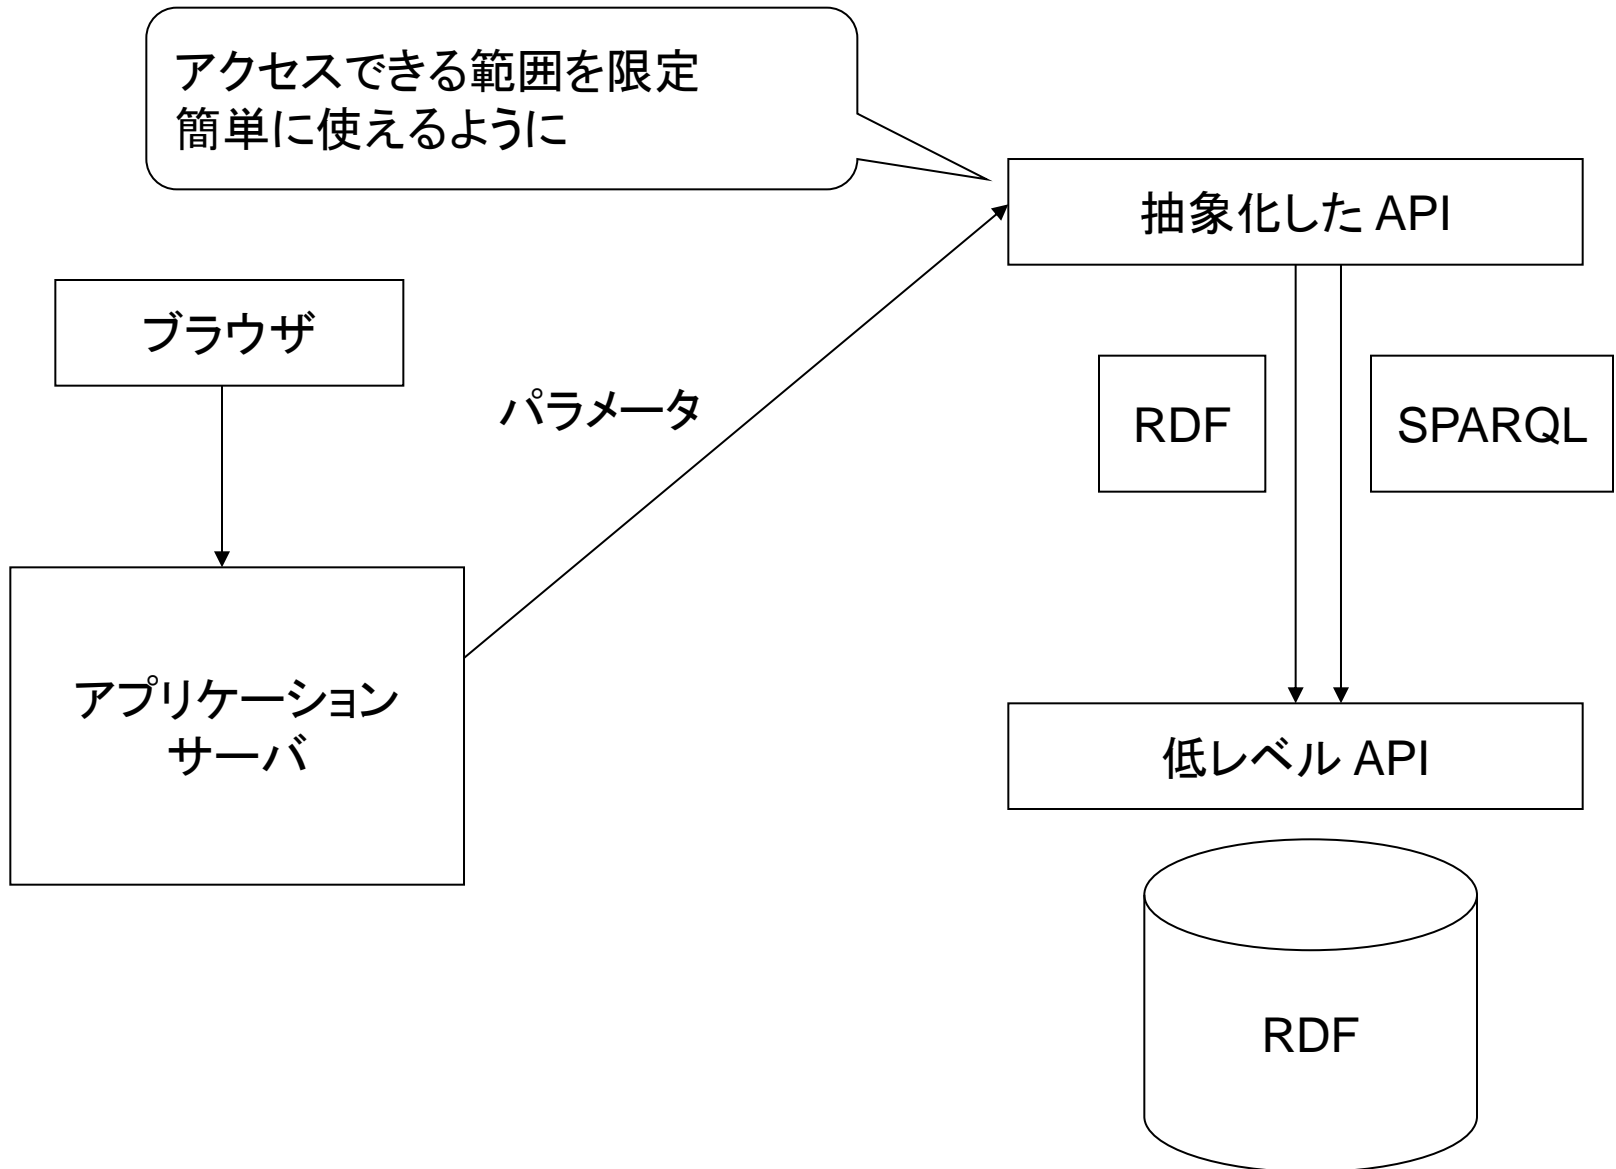 アクセスできる範囲を限定
簡単に使えるように
抽象化した API
ブラウザ
パラメータ
RDF
SPARQL
アプリケーション
サーバ
低レベル API
RDF